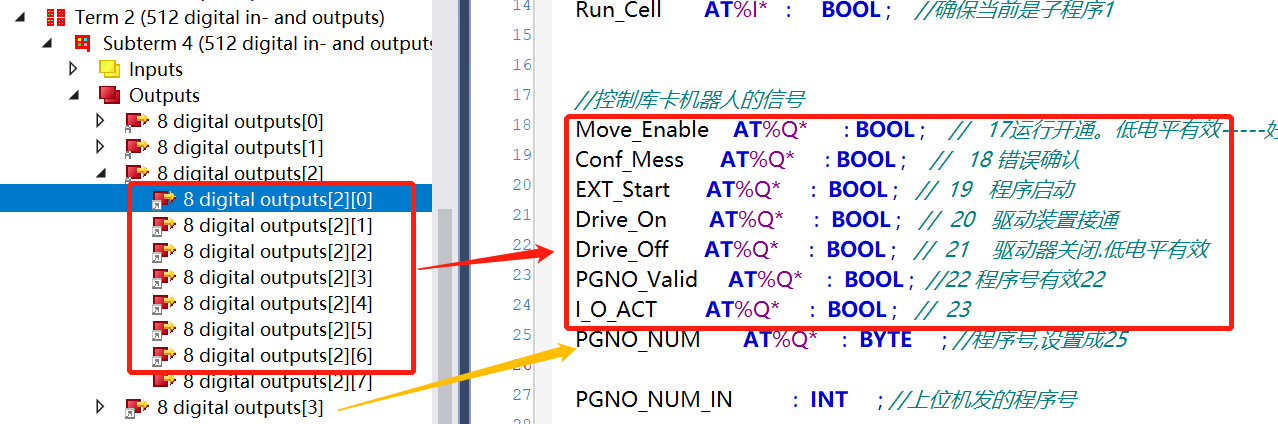 Term 2 (512 digital in- and outputs)
Subterm 4 (512 digital in- and outputs
Inputs
Outputs
8 digital outputs[0]
8 digital outputs[1]
8 digital outputs[2]
8 digital outputs[2][0]
8 digital outputs[2][1]
8 digital outputs[2][2]
8 digital outputs[2][3]
8 digital outputs[2][4]
8 digital outputs[2][5]
8 digital outputs[2][6]
8 digital outputs[2][7]
8 digital outputs[3]
14 Run_Cell AT%I* : BOOL; //确保当前是子程序1
15
16
17 //控制库卡机器人的信号
18 Move_Enable AT%Q* : BOOL; // 17运行开通。低电平有效-----
19 Conf_Mess AT%Q* : BOOL; // 18 错误确认
20 EXT_Start AT%Q* : BOOL; // 19 程序启动
21 Drive_On AT%Q* : BOOL; // 20 驱动装置接通
22 Drive_Off AT%Q* : BOOL; // 21 驱动器关闭.低电平有效
23 PGNO_Valid AT%Q* : BOOL; //22 程序号有效22
24 I_O_ACT AT%Q* : BOOL; // 23
25 PGNO_NUM AT%Q* : BYTE ; //程序号,设置成25
26
27 PGNO_NUM_IN : INT ; //上位机发的程序号
28